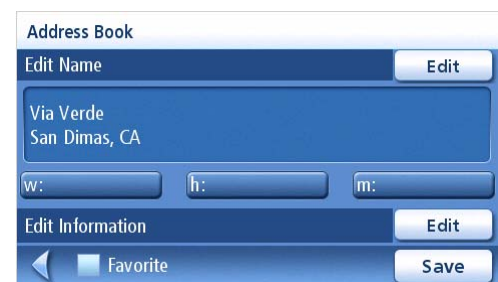 Address Book
Edit Name Edit
Via Verde
San Dimas, CA
w: h: m:
Edit Information Edit
Favorite Save